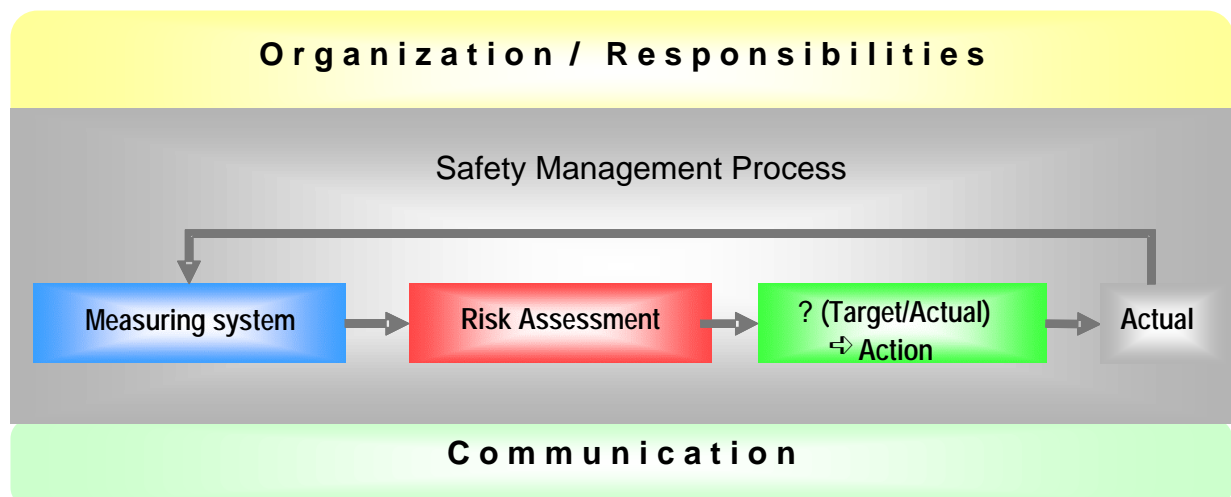 Organization / Responsibilities
Safety Management Process
Measuring system
Risk Assessment
? (Target/Actual)
➪ Action
Actual
Communication